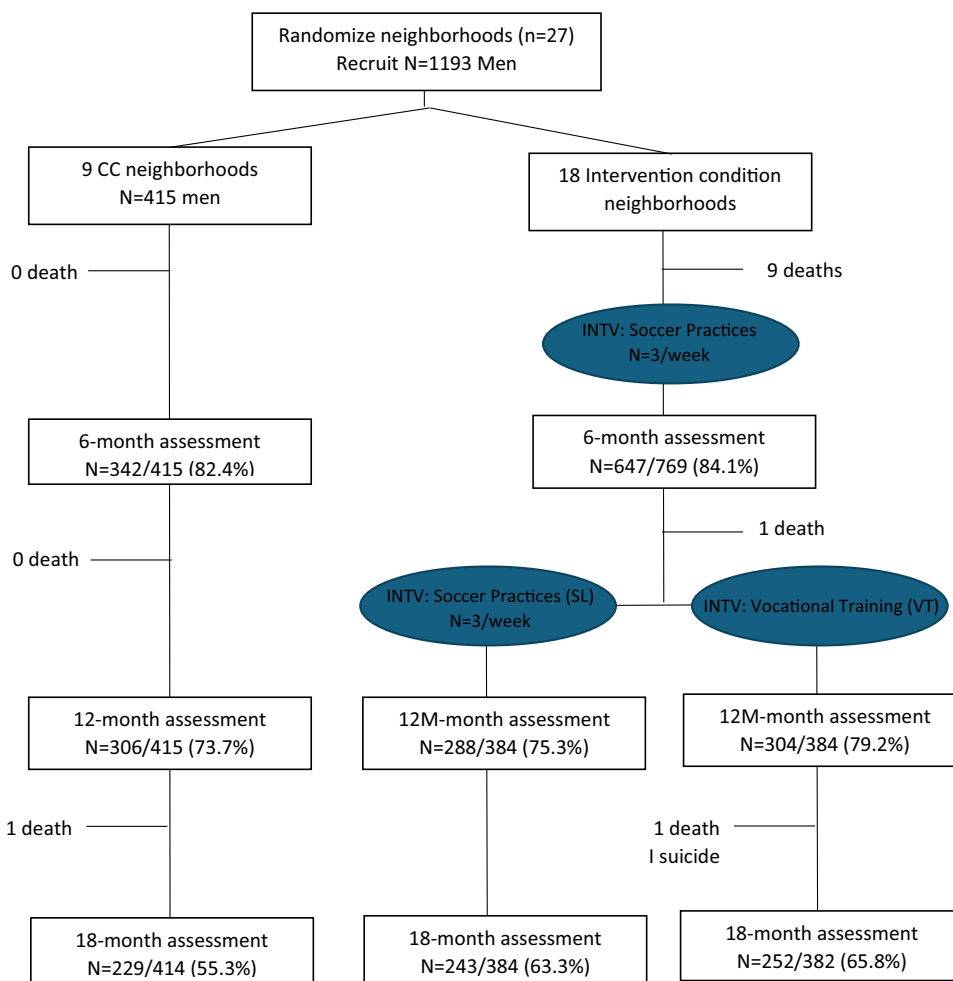 Randomize neighborhoods (n=27)
Recruit N=1193 Men
9 CC neighborhoods
N=415 men
18 Intervention condition
neighborhoods
0 death
9 deaths
INTV: Soccer Practices
N=3/week
6-month assessment
N=342/415 (82.4%)
6-month assessment
N=647/769 (84.1%)
0 death
1 death
INTV: Soccer Practices (SL)
N=3/week
INTV: Vocational Training (VT)
12-month assessment
N=306/415 (73.7%)
12M-month assessment
N=288/384 (75.3%)
12M-month assessment
N=304/384 (79.2%)
1 death
1 death
I suicide
18-month assessment
N=229/414 (55.3%)
18-month assessment
N=243/384 (63.3%)
18-month assessment
N=252/382 (65.8%)